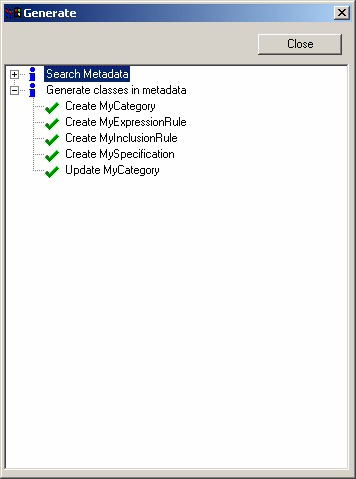 Generate
Close
Search Metadata
Generate classes in metadata
Create MyCategory
Create MyExpressionRule
Create MyInclusionRule
Create MySpecification
Update MyCategory